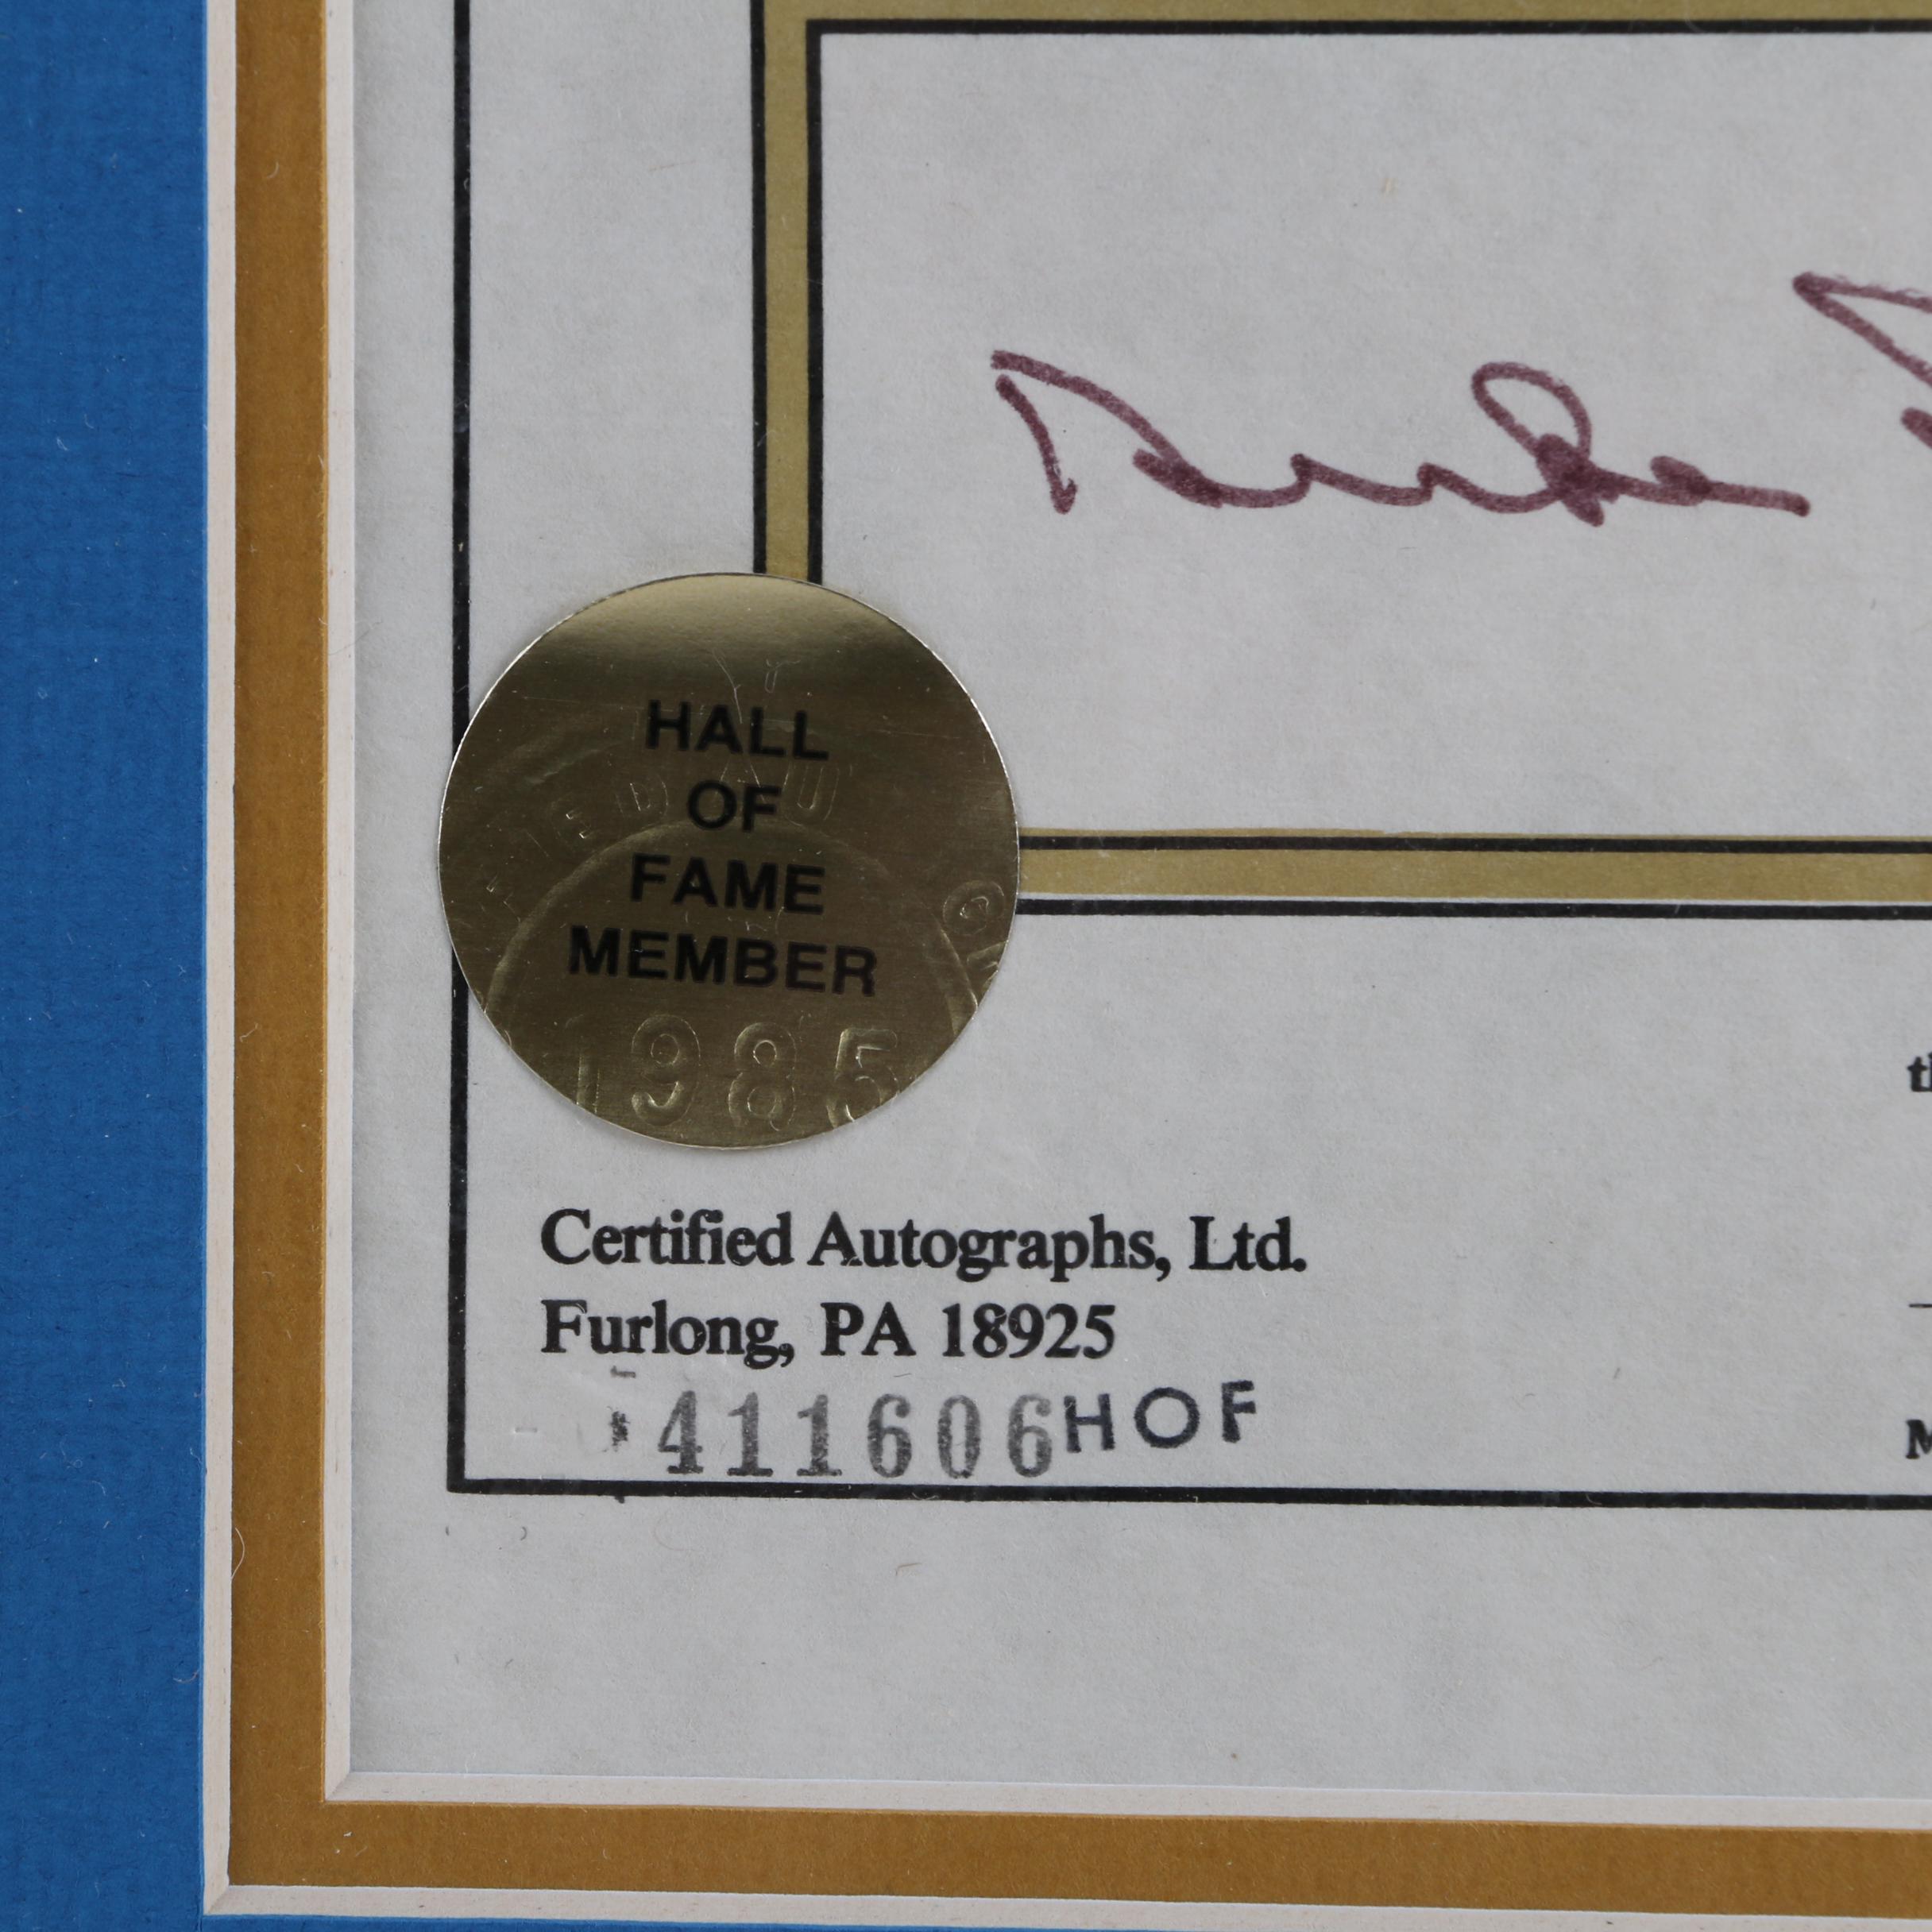 HALL
OF
FAME
MEMBER
1985
Certified Autographs, Ltd.
Furlong, PA 18925
411606HOF